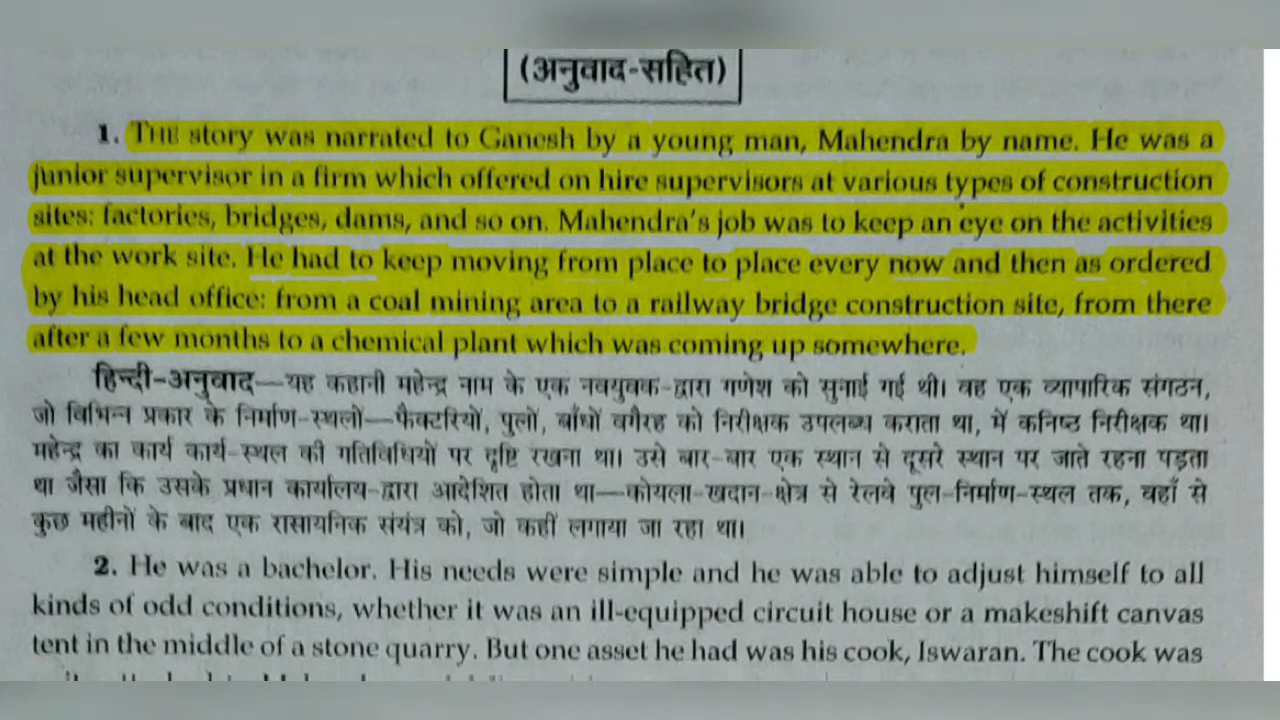 (अनुवाद-सहित)
1. THE story was narrated to Ganesh by a young man, Mahendra by name. He was a
junior supervisor in a firm which offered on hire supervisors at various types of construction
sites: factories, bridges, dams, and so on. Mahendra's job was to keep an eye on the activities
at the work site. He had to keep moving from place to place every now and then as ordered
by his head office: from a coal mining area to a railway bridge construction site, from there
after a few months to a chemical plant which was coming up somewhere.
हिन्दी-अनुवाद—यह कहानी महेन्द्र नाम के एक नवयुवक-द्वारा गणेश को सुनाई गई थी। वह एक व्यापारिक संगठन,
जो विभिन्न प्रकार के निर्माण-स्थलों—फैक्टरियों, पुलों, बाँधों वगैरह को निरीक्षक उपलब्ध कराता था, में कनिष्ठ निरीक्षक था।
महेन्द्र का कार्य कार्य-स्थल की गतिविधियों पर दृष्टि रखना था। उसे बार-बार एक स्थान से दूसरे स्थान पर जाते रहना पड़ता
था जैसा कि उसके प्रधान कार्यालय-द्वारा आदेशित होता था—कोयला-खदान-क्षेत्र से रेलवे पुल-निर्माण-स्थल तक, वहाँ से
कुछ महीनों के बाद एक रासायनिक संयंत्र को, जो कहीं लगाया जा रहा था।
2. He was a bachelor. His needs were simple and he was able to adjust himself to all
kinds of odd conditions, whether it was an ill-equipped circuit house or a makeshift canvas
tent in the middle of a stone quarry. But one asset he had was his cook, Iswaran. The cook was